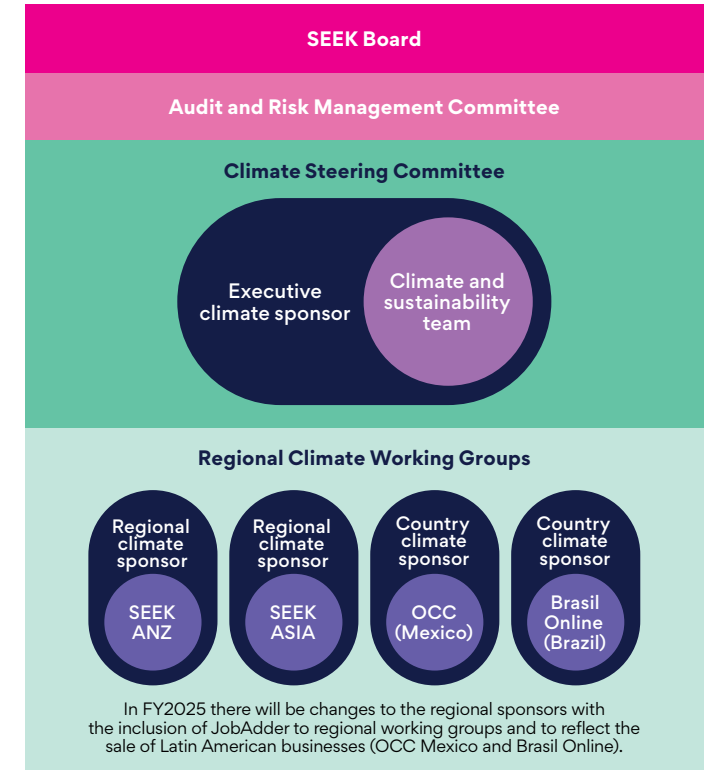 SEEK Board
Audit and Risk Management Committee
Climate Steering Committee
Executive
climate sponsor
Climate and
sustainability
team
Regional Climate Working Groups
Regional
climate
sponsor
SEEK
ANZ
Regional
climate
sponsor
SEEK
ASIA
Country
climate
sponsor
OCC
(Mexico)
Country
climate
sponsor
Brasil
Online
(Brazil)
In FY2025 there will be changes to the regional sponsors with
the inclusion of JobAdder to regional working groups and to reflect the
sale of Latin American businesses (OCC Mexico and Brasil Online).